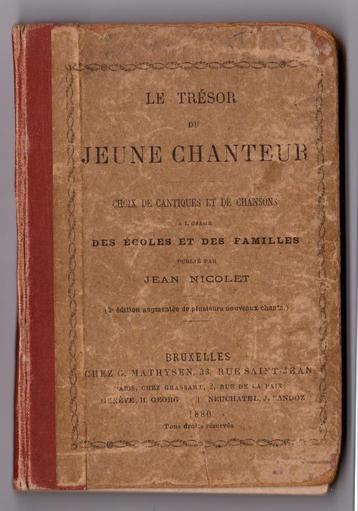 LE TRÉSOR
DU
JEUNE CHANTEUR
CHOIX DE CANTIQUES ET DE CHANSONS
A L'USAGE
DES ÉCOLES ET DES FAMILLES
PUBLIÉ PAR
JEAN NICOLET
édition augmentée de plusieurs nouveaux chants.)
BRUXELLES
CHEZ G. MATHYSEN, 33, RUE SAINT-JEAN
PARIS, CHEZ GRASSART, 2, RUE DE LA PAIX
GENÈVE, H. GEORG | NEUCHATEL, J. SANDOZ
1880
Tous droits réservés